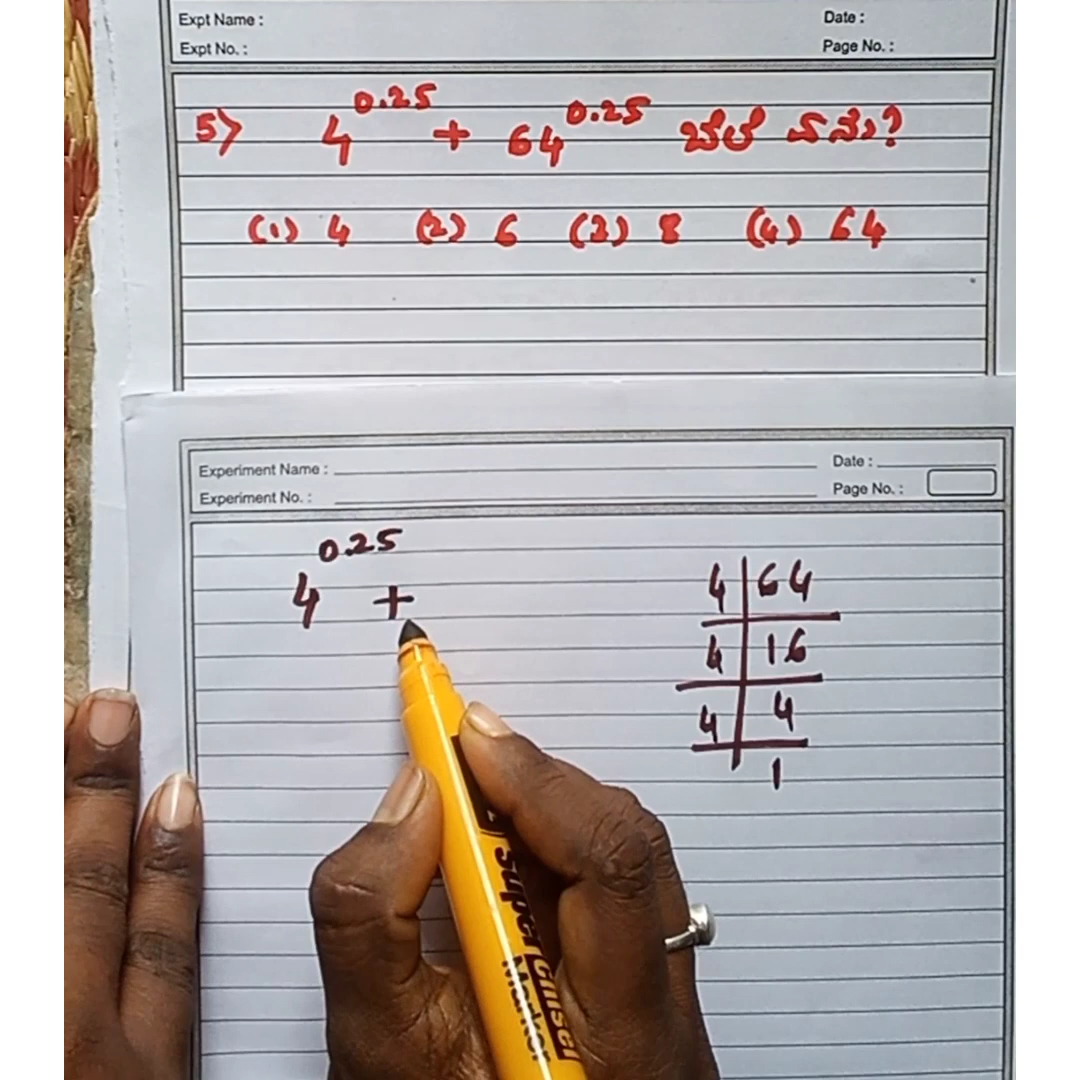 Expt Name : Date :
Expt No. : Page No. :
5) 4^0.25 + 64^0.25 ಬೆಲೆ ಏನು?
(1) 4 (2) 6 (3) 8 (4) 64
Experiment Name : Date :
Experiment No. : Page No. :
4^0.25 +
4 64
4 16
4 4
1
Super
Marker